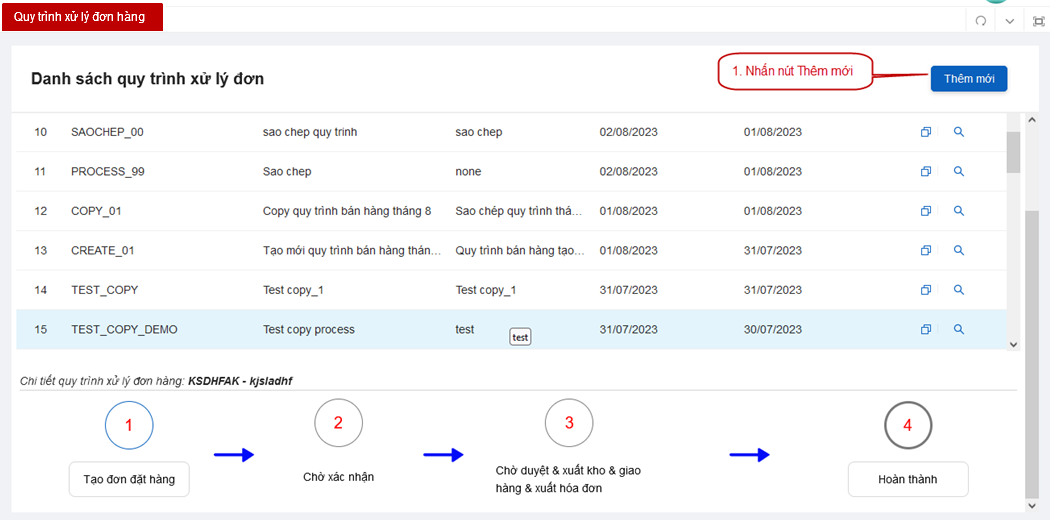 Quy trình xử lý đơn hàng
Danh sách quy trình xử lý đơn
1. Nhấn nút Thêm mới
Thêm mới
10 SAOCHEP_00 sao chep quy trinh sao chep 02/08/2023 01/08/2023
11 PROCESS_99 Sao chep none 02/08/2023 01/08/2023
12 COPY_01 Copy quy trình bán hàng tháng 8 Sao chép quy trình thá... 01/08/2023 01/08/2023
13 CREATE_01 Tạo mới quy trình bán hàng thán... Quy trình bán hàng tạo... 01/08/2023 31/07/2023
14 TEST_COPY Test copy_1 Test copy_1 31/07/2023 31/07/2023
15 TEST_COPY_DEMO Test copy process test 31/07/2023 30/07/2023
test
Chi tiết quy trình xử lý đơn hàng: KSDHFAK - kjsladhf
1
Tạo đơn đặt hàng
2
Chờ xác nhận
3
Chờ duyệt & xuất kho & giao
hàng & xuất hóa đơn
4
Hoàn thành